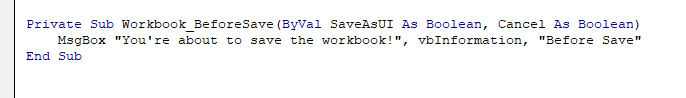 Private Sub Workbook_BeforeSave(ByVal SaveAsUI As Boolean, Cancel As Boolean)
    MsgBox "You're about to save the workbook!", vbInformation, "Before Save"
End Sub